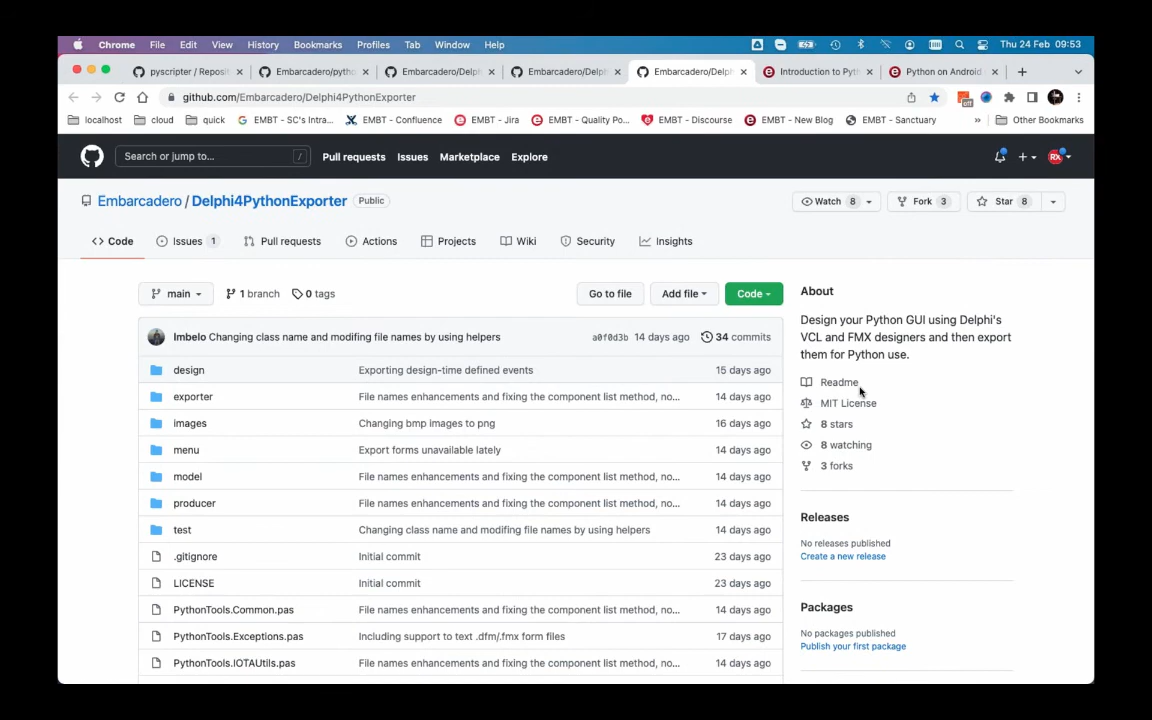 Chrome File Edit View History Bookmarks Profiles Tab Window Help Thu 24 Feb 09:53
pyscripter / Reposit Embarcadero/pytho Embarcadero/Delph Embarcadero/Delph Embarcadero/Delph Introduction to Pyth Python on Android
github.com/Embarcadero/Delphi4PythonExporter
localhost cloud quick EMBT - SC's Intra... EMBT - Confluence EMBT - Jira EMBT - Quality Po... EMBT - Discourse EMBT - New Blog EMBT - Sanctuary » Other Bookmarks
Search or jump to... / Pull requests Issues Marketplace Explore
RX
Embarcadero / Delphi4PythonExporter Public Watch 8 Fork 3 Star 8
Code Issues 1 Pull requests Actions Projects Wiki Security Insights
main 1 branch 0 tags Go to file Add file Code
lmbelo Changing class name and modifing file names by using helpers a0f0d3b 14 days ago 34 commits
design Exporting design-time defined events 15 days ago
exporter File names enhancements and fixing the component list method, no... 14 days ago
images Changing bmp images to png 16 days ago
menu Export forms unavailable lately 14 days ago
model File names enhancements and fixing the component list method, no... 14 days ago
producer File names enhancements and fixing the component list method, no... 14 days ago
test Changing class name and modifing file names by using helpers 14 days ago
.gitignore Initial commit 23 days ago
LICENSE Initial commit 23 days ago
PythonTools.Common.pas File names enhancements and fixing the component list method, no... 14 days ago
PythonTools.Exceptions.pas Including support to text .dfm/.fmx form files 17 days ago
PythonTools.IOTAUtils.pas File names enhancements and fixing the component list method, no... 14 days ago
About
Design your Python GUI using Delphi's
VCL and FMX designers and then export
them for Python use.
Readme
MIT License
8 stars
8 watching
3 forks
Releases
No releases published
Create a new release
Packages
No packages published
Publish your first package